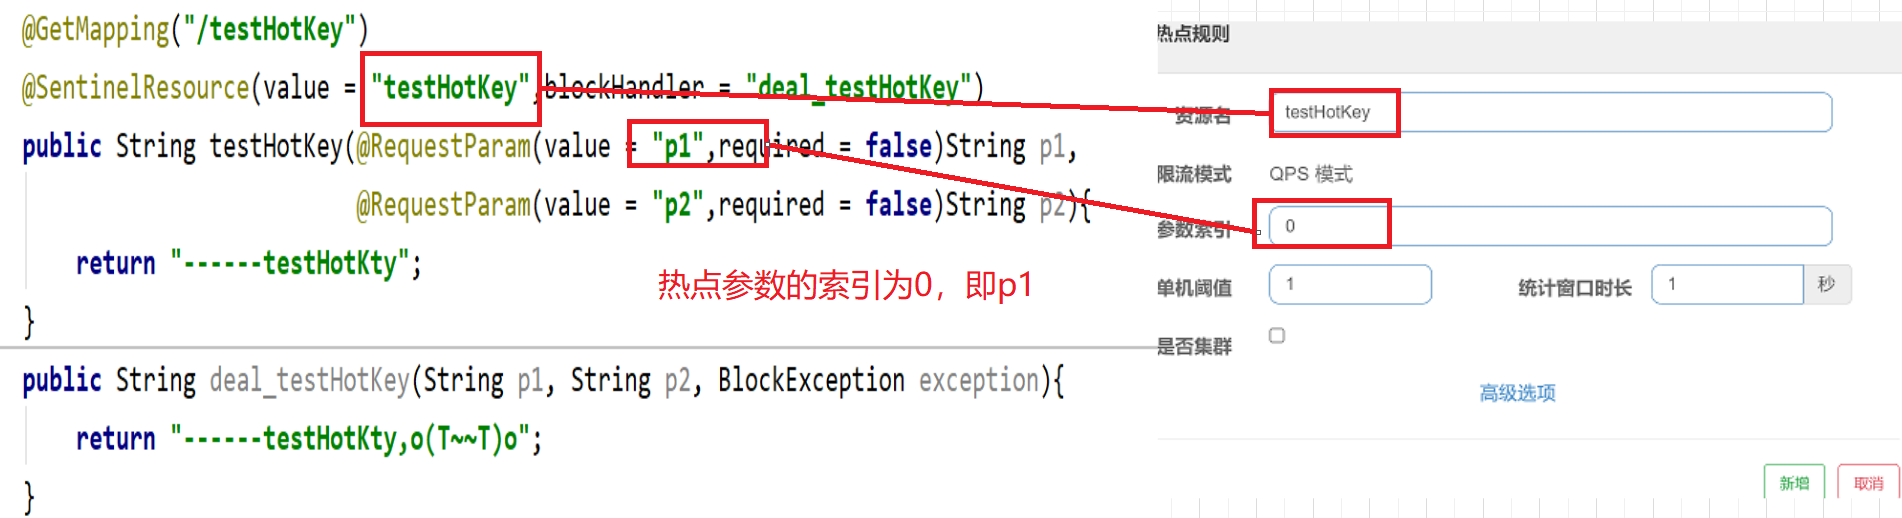 @GetMapping("/testHotKey")
@SentinelResource(value = "testHotKey",blockHandler = "deal_testHotKey")
public String testHotKey(@RequestParam(value = "p1",required = false)String p1,
@RequestParam(value = "p2",required = false)String p2){
return "------testHotKty";
}
热点参数的索引为0，即p1
public String deal_testHotKey(String p1, String p2, BlockException exception){
return "------testHotKty,o(T~~T)o";
}
热点规则
资源名 testHotKey
限流模式 QPS 模式
参数索引 0
单机阈值 1 统计窗口时长 1 秒
是否集群
高级选项
新增 取消